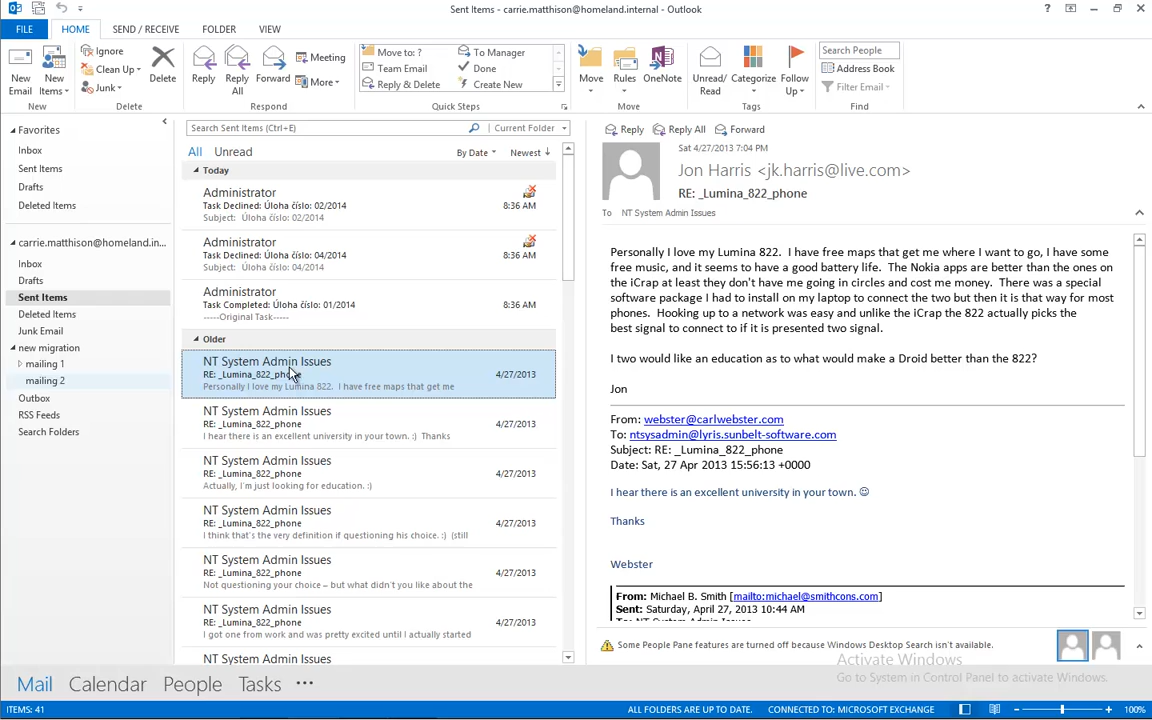 Sent Items - carrie.matthison@homeland.internal - Outlook
FILE HOME SEND / RECEIVE FOLDER VIEW
New Email
New Items
Ignore
Clean Up
Junk
Delete
Reply
Reply All
Forward
Meeting
More
Move to: ?
Team Email
Reply & Delete
To Manager
Done
Create New
Move
Rules
OneNote
Unread/ Read
Categorize
Follow Up
Search People
Address Book
Filter Email
New Delete Respond Quick Steps Move Tags Find
Favorites
Inbox
Sent Items
Drafts
Deleted Items
carrie.matthison@homeland.in...
Inbox
Drafts
Sent Items
Deleted Items
Junk Email
new migration
mailing 1
mailing 2
Outbox
RSS Feeds
Search Folders
Search Sent Items (Ctrl+E) Current Folder
All Unread By Date Newest
Today
Administrator
Task Declined: Úloha číslo: 02/2014 8:36 AM
Subject: Úloha číslo: 02/2014
Administrator
Task Declined: Úloha číslo: 04/2014 8:36 AM
Subject: Úloha číslo: 04/2014
Administrator
Task Completed: Úloha číslo: 01/2014 8:36 AM
-----Original Task-----
Older
NT System Admin Issues
RE: _Lumina_822_phone 4/27/2013
Personally I love my Lumina 822. I have free maps that get me
NT System Admin Issues
RE: _Lumina_822_phone 4/27/2013
I hear there is an excellent university in your town. :) Thanks
NT System Admin Issues
RE: _Lumina_822_phone 4/27/2013
Actually, I'm just looking for education. :)
NT System Admin Issues
RE: _Lumina_822_phone 4/27/2013
I think that's the very definition if questioning his choice. :) (still
NT System Admin Issues
RE: _Lumina_822_phone 4/27/2013
Not questioning your choice – but what didn't you like about the
NT System Admin Issues
RE: _Lumina_822_phone 4/27/2013
I got one from work and was pretty excited until I actually started
NT System Admin Issues
Reply Reply All Forward
Sat 4/27/2013 7:04 PM
Jon Harris <jk.harris@live.com>
RE: _Lumina_822_phone
To NT System Admin Issues
Personally I love my Lumina 822. I have free maps that get me where I want to go, I have some
free music, and it seems to have a good battery life. The Nokia apps are better than the ones on
the iCrap at least they don't have me going in circles and cost me money. There was a special
software package I had to install on my laptop to connect the two but then it is that way for most
phones. Hooking up to a network was easy and unlike the iCrap the 822 actually picks the
best signal to connect to if it is presented two signal.
I two would like an education as to what would make a Droid better than the 822?
Jon
From: webster@carlwebster.com
To: ntsysadmin@lyris.sunbelt-software.com
Subject: RE: _Lumina_822_phone
Date: Sat, 27 Apr 2013 15:56:13 +0000
I hear there is an excellent university in your town. ☺
Thanks
Webster
From: Michael B. Smith [mailto:michael@smithcons.com]
Sent: Saturday, April 27, 2013 10:44 AM
To: NT System Admin Issues
Some People Pane features are turned off because Windows Desktop Search isn't available.
Activate Windows
Go to System in Control Panel to activate Windows.
Mail Calendar People Tasks ...
ITEMS: 41 ALL FOLDERS ARE UP TO DATE. CONNECTED TO: MICROSOFT EXCHANGE 100%